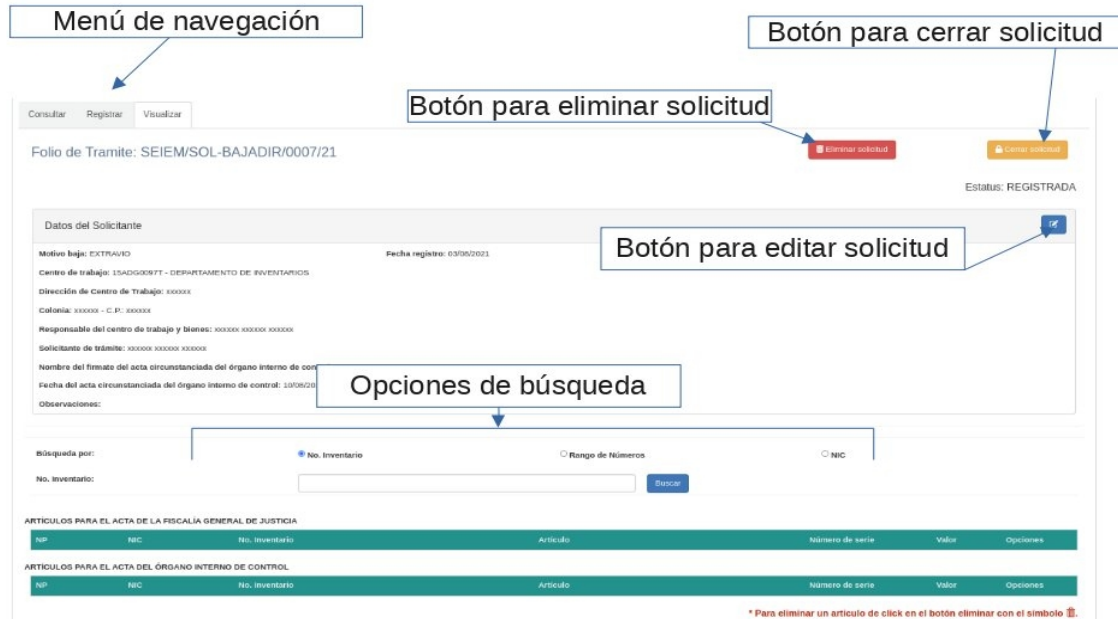 Menú de navegación
Botón para cerrar solicitud
Botón para eliminar solicitud
Consultar Registrar Visualizar
Folio de Tramite: SEIEM/SOL-BAJADIR/0007/21
Eliminar solicitud
Cerrar solicitud
Estatus: REGISTRADA
Datos del Solicitante
Botón para editar solicitud
Motivo baja: EXTRAVIO Fecha registro: 03/08/2021
Centro de trabajo: 15ADG0097T - DEPARTAMENTO DE INVENTARIOS
Dirección de Centro de Trabajo: xxxxxx
Colonia: xxxxxx - C.P.: xxxxxx
Responsable del centro de trabajo y bienes: xxxxxx xxxxxx xxxxxx
Solicitante de trámite: xxxxxx xxxxxx xxxxxx
Nombre del firmate del acta circunstanciada del órgano interno de con
Fecha del acta circunstanciada del órgano interno de control: 10/08/20
Observaciones:
Opciones de búsqueda
Búsqueda por: No. Inventario Rango de Números NIC
No. Inventario: Buscar
ARTÍCULOS PARA EL ACTA DE LA FISCALÍA GENERAL DE JUSTICIA
NP NIC No. Inventario Artículo Número de serie Valor Opciones
ARTÍCULOS PARA EL ACTA DEL ÓRGANO INTERNO DE CONTROL
NP NIC No. Inventario Artículo Número de serie Valor Opciones
* Para eliminar un artículo de click en el botón eliminar con el símbolo .